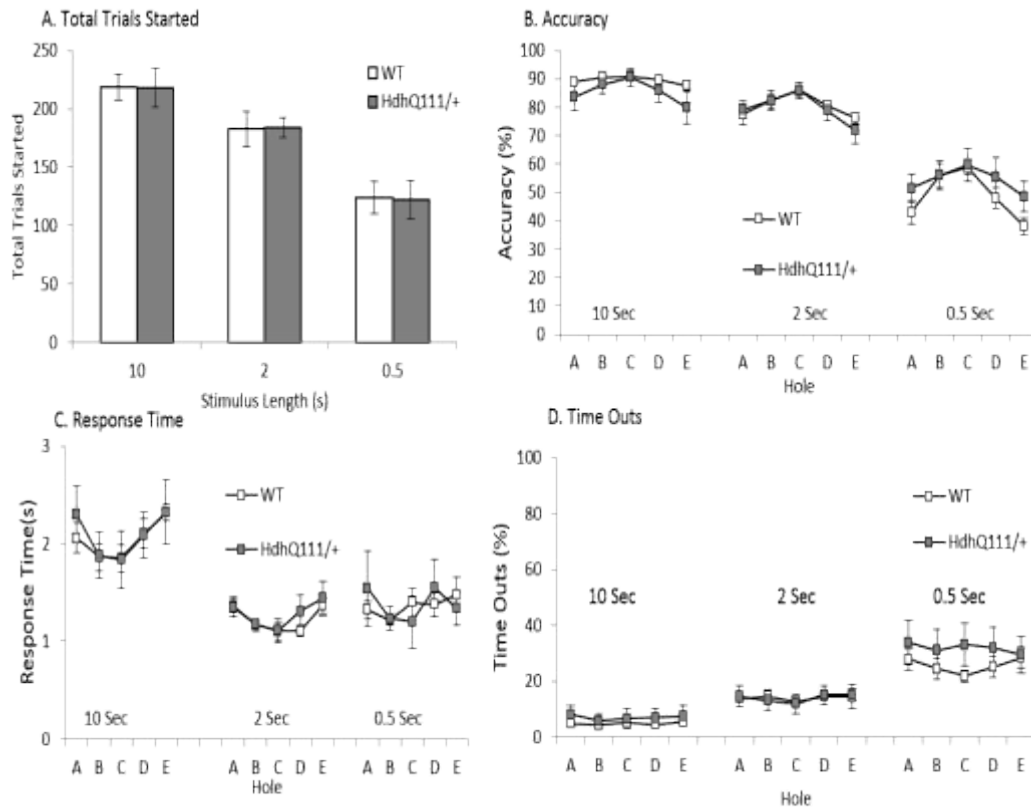 A. Total Trials Started
250
200
150
100
50
0
Total Trials Started
WT
HdhQ111/+
10 2 0.5
Stimulus Length (s)
B. Accuracy
100
90
80
70
60
50
40
30
20
10
0
Accuracy (%)
WT
HdhQ111/+
10 Sec 2 Sec 0.5 Sec
A B C D E A B C D E A B C D E
Hole
C. Response Time
3
2
1
0
Response Time(s)
WT
HdhQ111/+
10 Sec 2 Sec 0.5 Sec
A B C D E A B C D E A B C D E
Hole
D. Time Outs
100
80
60
40
20
0
Time Outs (%)
WT
HdhQ111/+
10 Sec 2 Sec 0.5 Sec
A B C D E A B C D E A B C D E
Hole